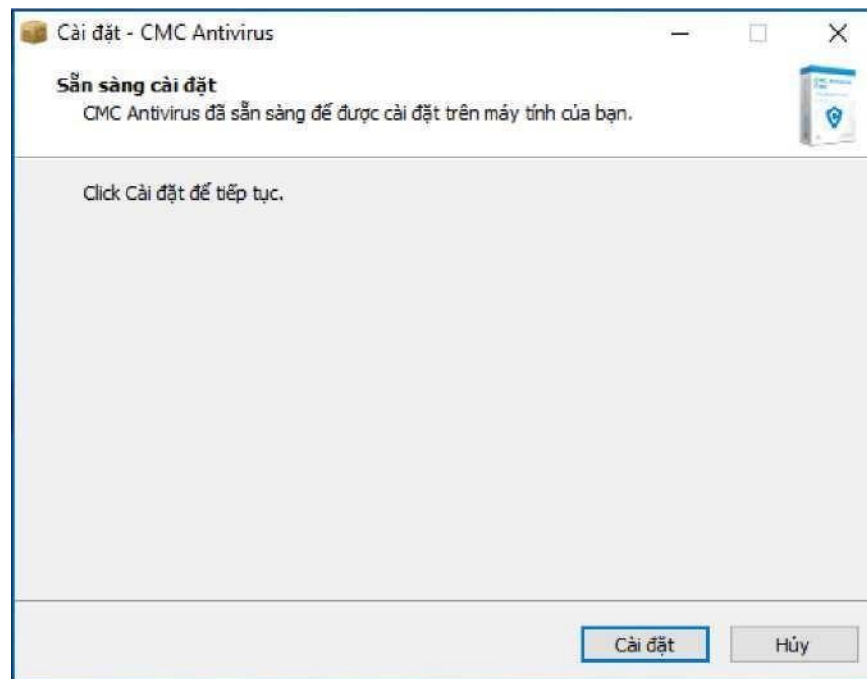 Cài đặt - CMC Antivirus
Sẵn sàng cài đặt
CMC Antivirus đã sẵn sàng để được cài đặt trên máy tính của bạn.
Click Cài đặt để tiếp tục.
Cài đặt
Hủy